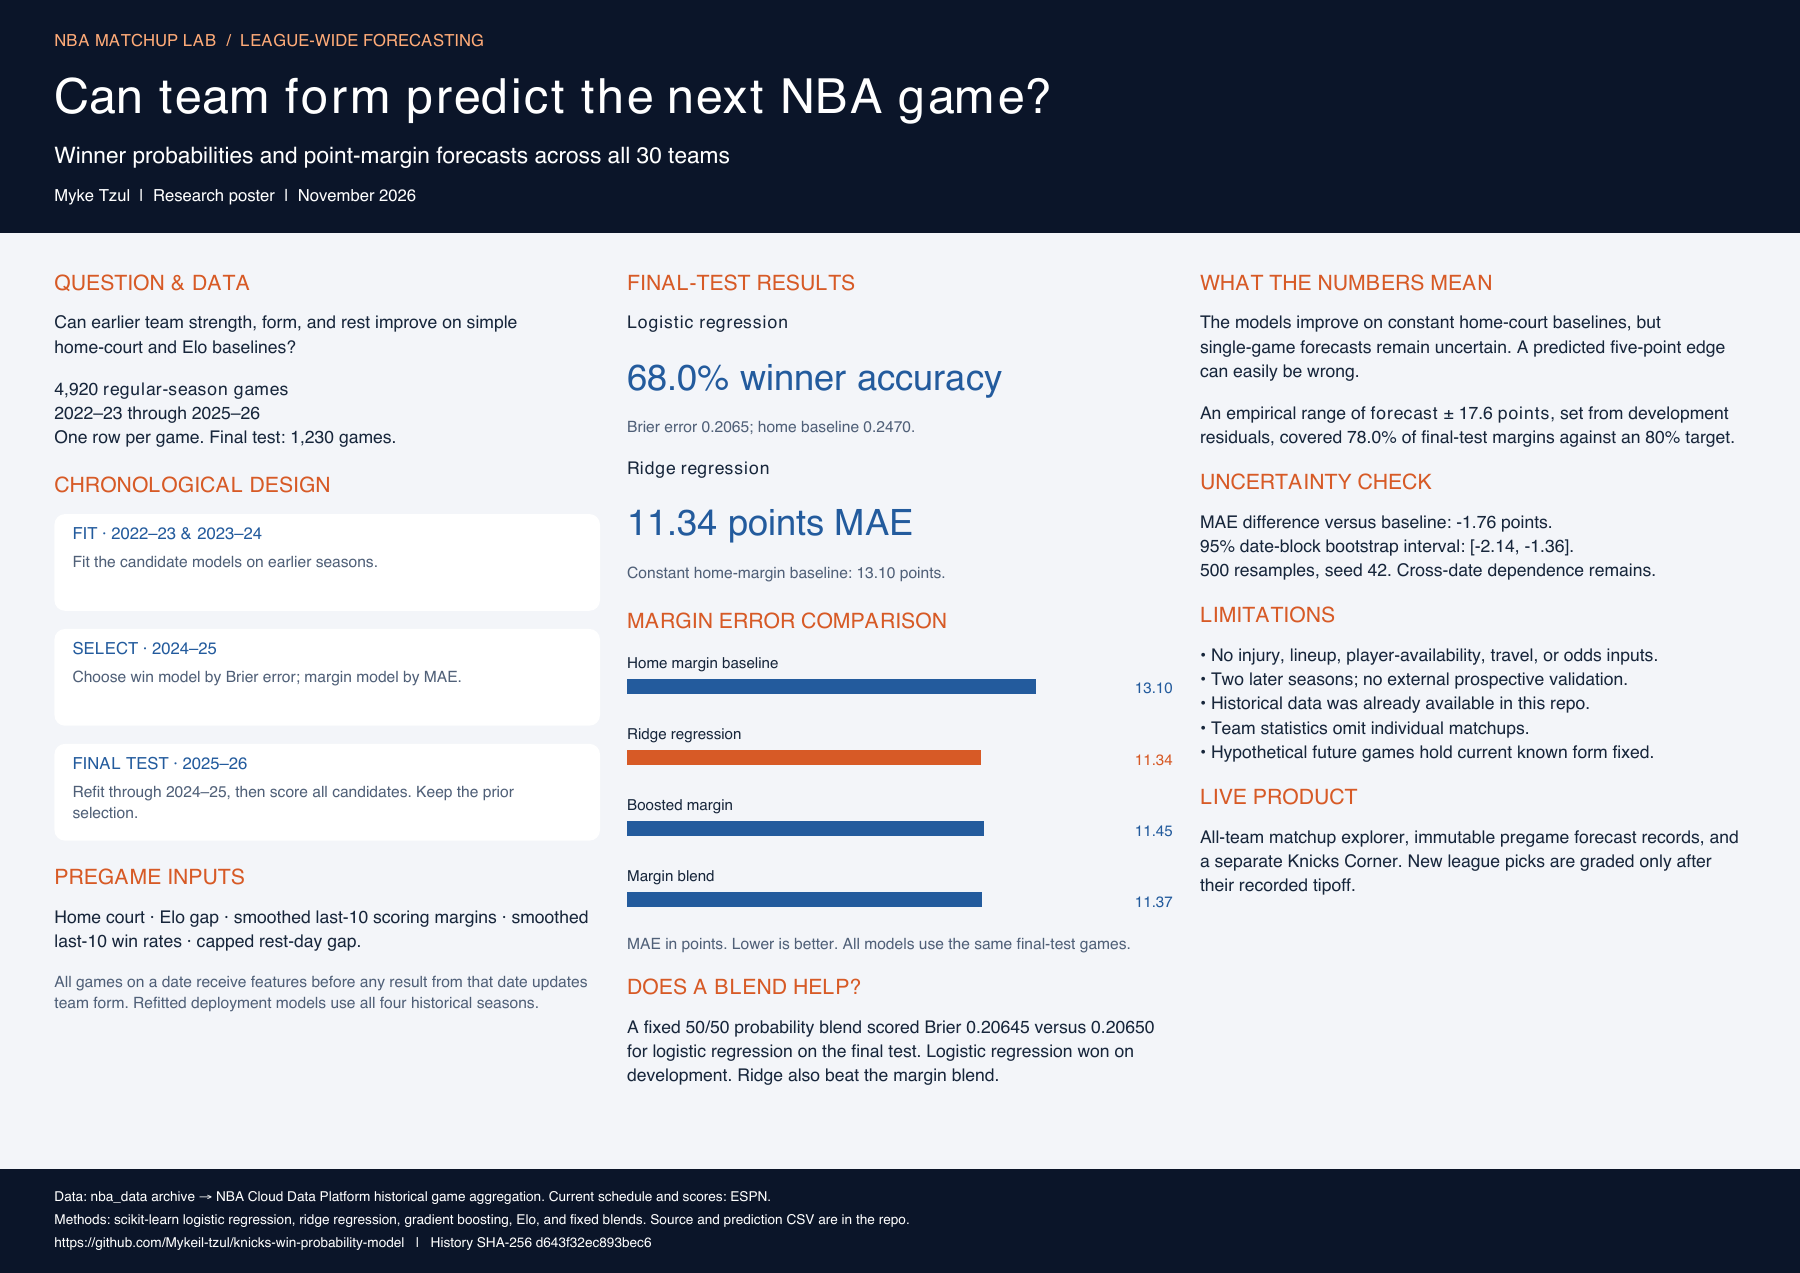 NBA MATCHUP LAB / LEAGUE-WIDE FORECASTING
Can team form predict the next NBA game?
Winner probabilities and point-margin forecasts across all 30 teams
Myke Tzul | Research poster | November 2026
QUESTION & DATA
Can earlier team strength, form, and rest improve on simple
home-court and Elo baselines?
4,920 regular-season games
2022–23 through 2025–26
One row per game. Final test: 1,230 games.
CHRONOLOGICAL DESIGN
FIT · 2022–23 & 2023–24
Fit the candidate models on earlier seasons.
SELECT · 2024–25
Choose win model by Brier error; margin model by MAE.
FINAL TEST · 2025–26
Refit through 2024–25, then score all candidates. Keep the prior
selection.
PREGAME INPUTS
Home court · Elo gap · smoothed last-10 scoring margins · smoothed
last-10 win rates · capped rest-day gap.
All games on a date receive features before any result from that date updates
team form. Refitted deployment models use all four historical seasons.
FINAL-TEST RESULTS
Logistic regression
68.0% winner accuracy
Brier error 0.2065; home baseline 0.2470.
Ridge regression
11.34 points MAE
Constant home-margin baseline: 13.10 points.
MARGIN ERROR COMPARISON
Home margin baseline
13.10
Ridge regression
11.34
Boosted margin
11.45
Margin blend
11.37
MAE in points. Lower is better. All models use the same final-test games.
DOES A BLEND HELP?
A fixed 50/50 probability blend scored Brier 0.20645 versus 0.20650
for logistic regression on the final test. Logistic regression won on
development. Ridge also beat the margin blend.
WHAT THE NUMBERS MEAN
The models improve on constant home-court baselines, but
single-game forecasts remain uncertain. A predicted five-point edge
can easily be wrong.
An empirical range of forecast ± 17.6 points, set from development
residuals, covered 78.0% of final-test margins against an 80% target.
UNCERTAINTY CHECK
MAE difference versus baseline: -1.76 points.
95% date-block bootstrap interval: [-2.14, -1.36].
500 resamples, seed 42. Cross-date dependence remains.
LIMITATIONS
• No injury, lineup, player-availability, travel, or odds inputs.
• Two later seasons; no external prospective validation.
• Historical data was already available in this repo.
• Team statistics omit individual matchups.
• Hypothetical future games hold current known form fixed.
LIVE PRODUCT
All-team matchup explorer, immutable pregame forecast records, and
a separate Knicks Corner. New league picks are graded only after
their recorded tipoff.
Data: nba_data archive → NBA Cloud Data Platform historical game aggregation. Current schedule and scores: ESPN.
Methods: scikit-learn logistic regression, ridge regression, gradient boosting, Elo, and fixed blends. Source and prediction CSV are in the repo.
https://github.com/Mykeil-tzul/knicks-win-probability-model | History SHA-256 d643f32ec893bec6